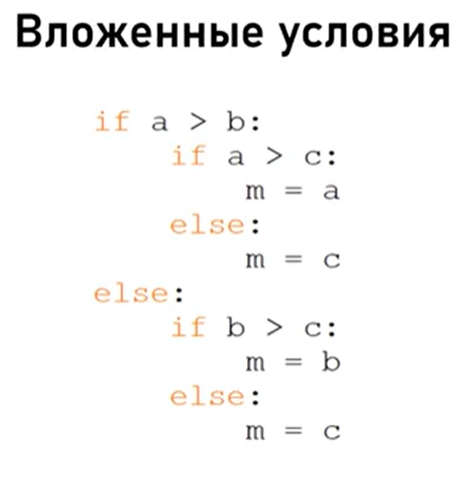 Вложенные условия
if a > b:
    if a > c:
        m = a
    else:
        m = c
else:
    if b > c:
        m = b
    else:
        m = c